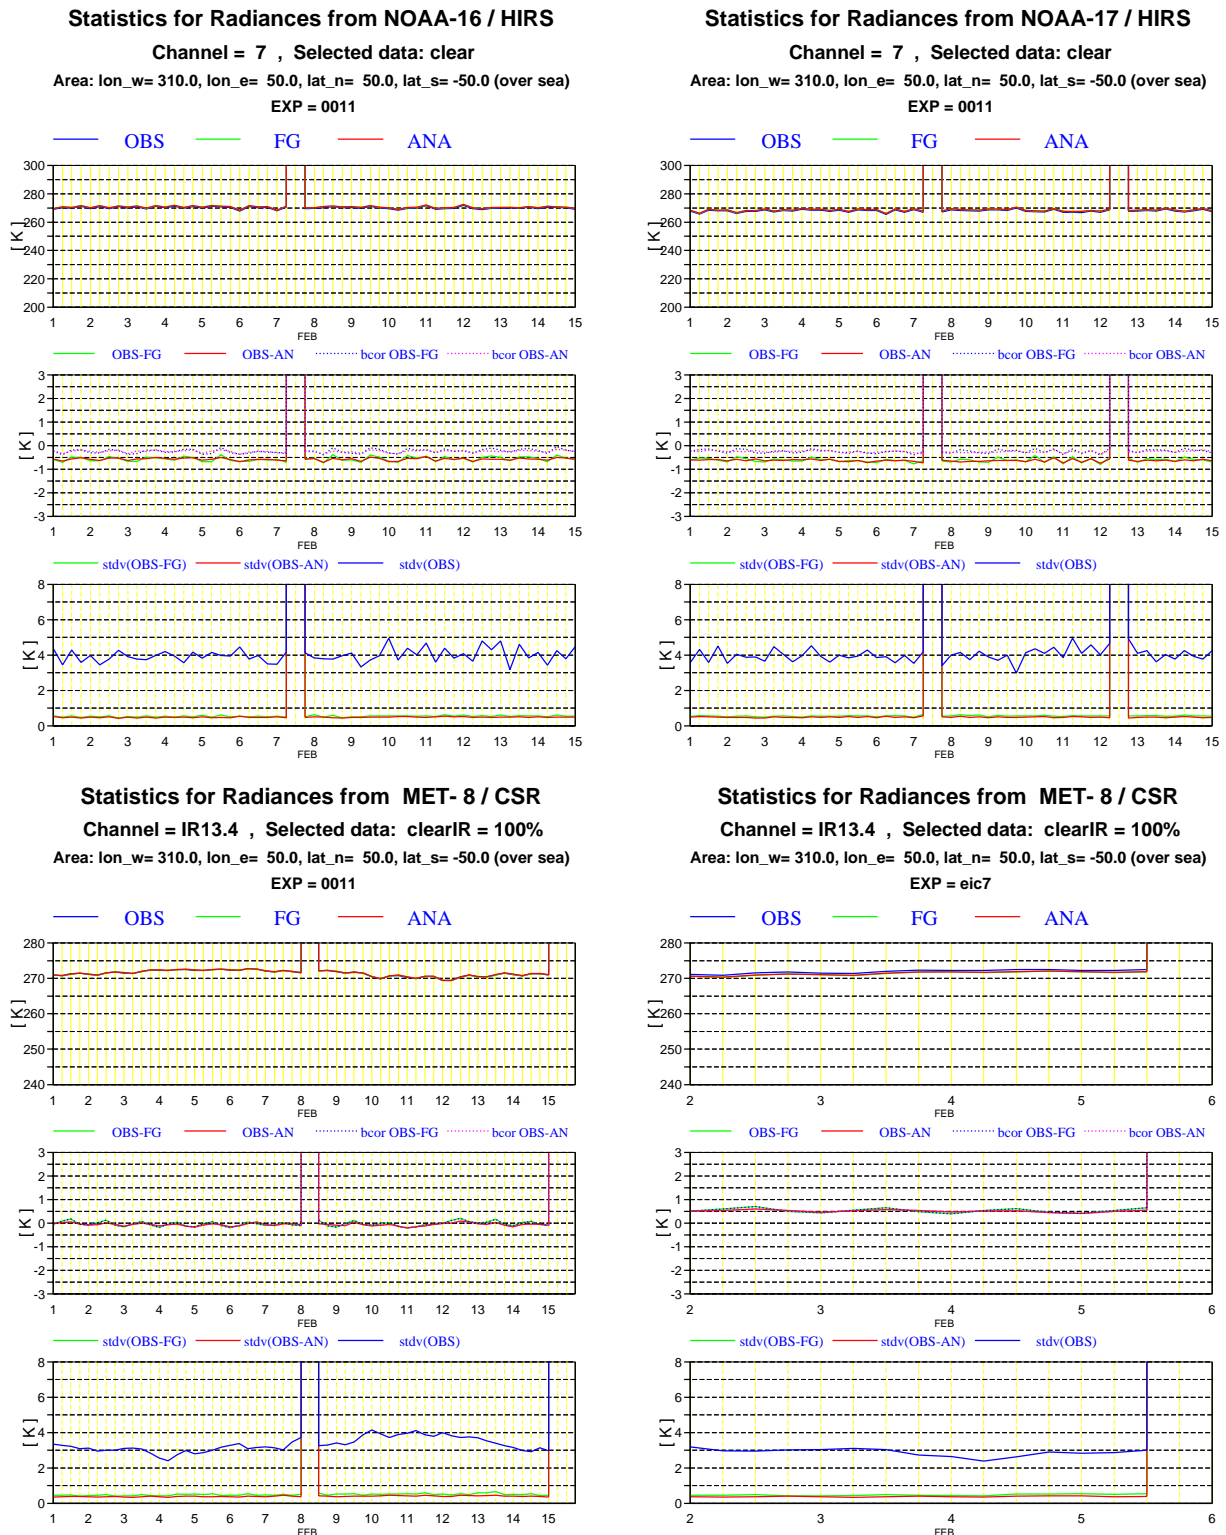 Statistics for Radiances from NOAA-16 / HIRS
Channel = 7 , Selected data: clear
Area: lon_w= 310.0, lon_e= 50.0, lat_n= 50.0, lat_s= -50.0 (over sea)
EXP = 0011
OBS FG ANA
300
280
260
240
220
200
[ K ]
1 2 3 4 5 6 7 8 9 10 11 12 13 14 15
FEB
OBS-FG OBS-AN bcor OBS-FG bcor OBS-AN
3
2
1
0
-1
-2
-3
[ K ]
1 2 3 4 5 6 7 8 9 10 11 12 13 14 15
FEB
stdv(OBS-FG) stdv(OBS-AN) stdv(OBS)
8
6
4
2
0
[ K ]
1 2 3 4 5 6 7 8 9 10 11 12 13 14 15
FEB
Statistics for Radiances from NOAA-17 / HIRS
Channel = 7 , Selected data: clear
Area: lon_w= 310.0, lon_e= 50.0, lat_n= 50.0, lat_s= -50.0 (over sea)
EXP = 0011
OBS FG ANA
300
280
260
240
220
200
[ K ]
1 2 3 4 5 6 7 8 9 10 11 12 13 14 15
FEB
OBS-FG OBS-AN bcor OBS-FG bcor OBS-AN
3
2
1
0
-1
-2
-3
[ K ]
1 2 3 4 5 6 7 8 9 10 11 12 13 14 15
FEB
stdv(OBS-FG) stdv(OBS-AN) stdv(OBS)
8
6
4
2
0
[ K ]
1 2 3 4 5 6 7 8 9 10 11 12 13 14 15
FEB
Statistics for Radiances from MET- 8 / CSR
Channel = IR13.4 , Selected data: clearIR = 100%
Area: lon_w= 310.0, lon_e= 50.0, lat_n= 50.0, lat_s= -50.0 (over sea)
EXP = 0011
OBS FG ANA
280
270
260
250
240
[ K ]
1 2 3 4 5 6 7 8 9 10 11 12 13 14 15
FEB
OBS-FG OBS-AN bcor OBS-FG bcor OBS-AN
3
2
1
0
-1
-2
-3
[ K ]
1 2 3 4 5 6 7 8 9 10 11 12 13 14 15
FEB
stdv(OBS-FG) stdv(OBS-AN) stdv(OBS)
8
6
4
2
0
[ K ]
1 2 3 4 5 6 7 8 9 10 11 12 13 14 15
FEB
Statistics for Radiances from MET- 8 / CSR
Channel = IR13.4 , Selected data: clearIR = 100%
Area: lon_w= 310.0, lon_e= 50.0, lat_n= 50.0, lat_s= -50.0 (over sea)
EXP = eic7
OBS FG ANA
280
270
260
250
240
[ K ]
2 3 4 5 6
FEB
OBS-FG OBS-AN bcor OBS-FG bcor OBS-AN
3
2
1
0
-1
-2
-3
[ K ]
2 3 4 5 6
FEB
stdv(OBS-FG) stdv(OBS-AN) stdv(OBS)
8
6
4
2
0
[ K ]
2 3 4 5 6
FEB